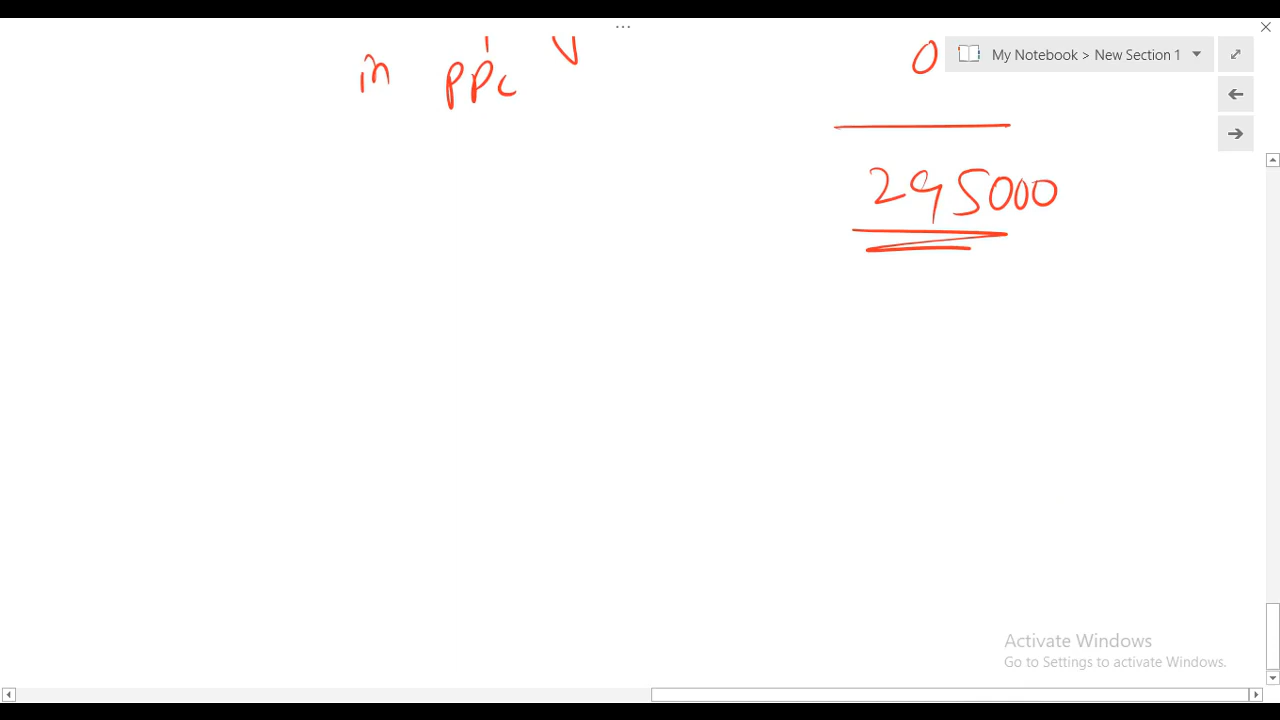 ...
in PPC
0
My Notebook > New Section 1
295000
Activate Windows
Go to Settings to activate Windows.